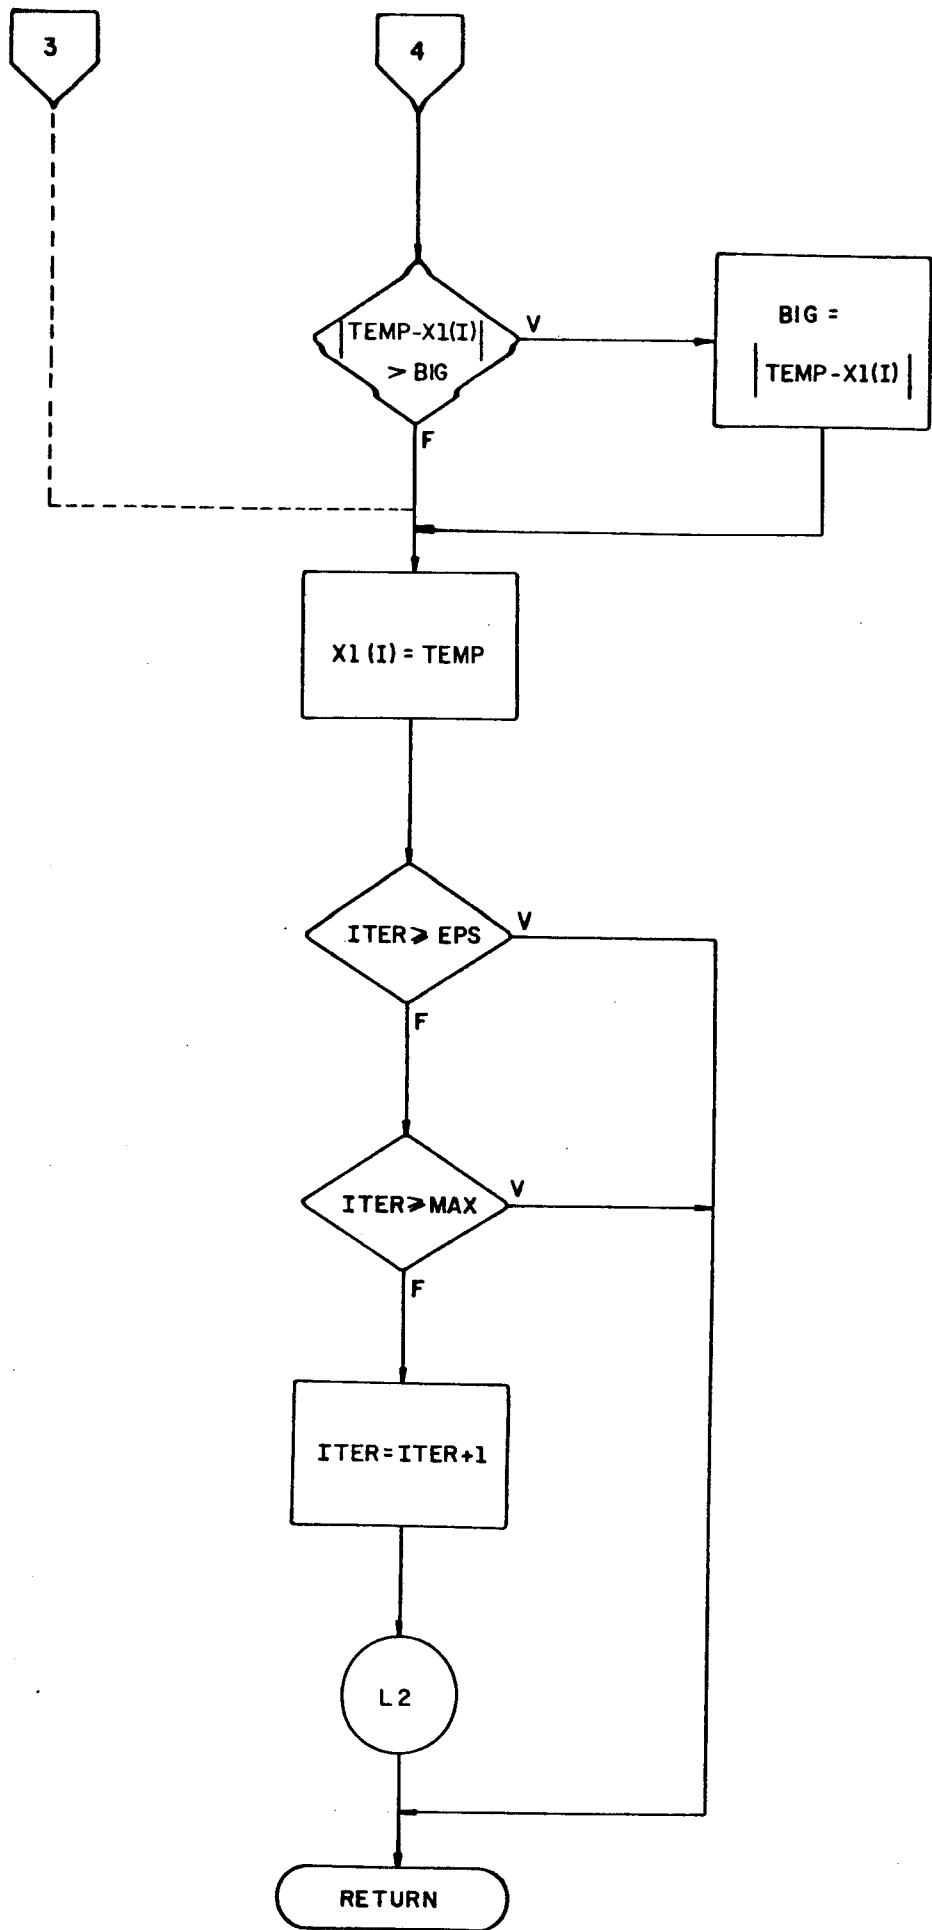 3
4
|TEMP-X1(I)|
> BIG
V
F
BIG =
|TEMP-X1(I)|
X1(I) = TEMP
ITER ⩾ EPS
V
F
ITER ⩾ MAX
V
F
ITER = ITER+1
L2
RETURN